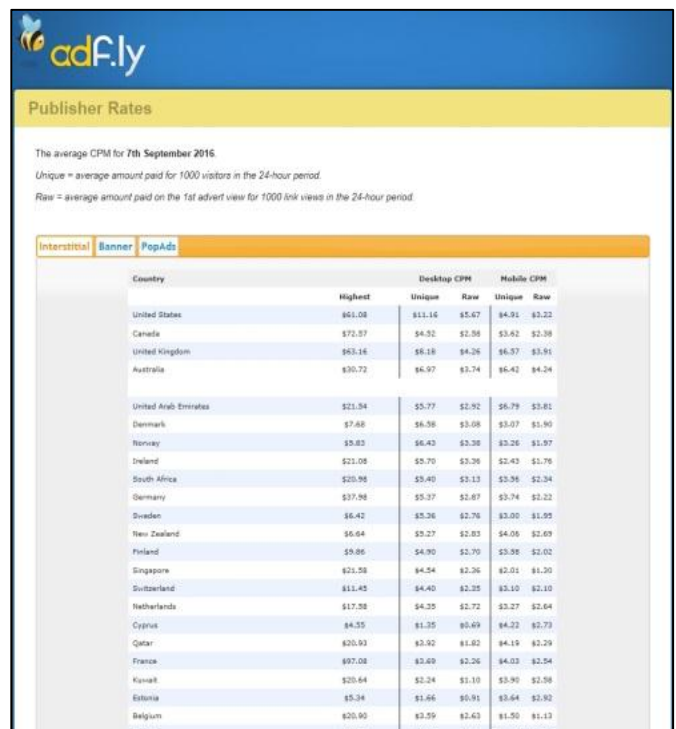 adf.ly
Publisher Rates
The average CPM for 7th September 2016.
Unique = average amount paid for 1000 visitors in the 24-hour period.
Raw = average amount paid on the 1st advert view for 1000 link views in the 24-hour period.
Interstitial Banner PopAds
Country Desktop CPM Mobile CPM
Highest Unique Raw Unique Raw
United States $61.08 $11.16 $5.67 $4.91 $3.22
Canada $72.57 $4.52 $2.58 $3.62 $2.38
United Kingdom $63.16 $8.18 $4.26 $6.57 $3.91
Australia $30.72 $6.97 $3.74 $6.42 $4.24
United Arab Emirates $21.54 $5.77 $2.92 $6.79 $3.81
Denmark $7.68 $6.58 $3.08 $3.07 $1.90
Norway $9.83 $6.43 $3.38 $3.26 $1.97
Ireland $21.08 $5.70 $3.36 $2.43 $1.76
South Africa $20.98 $5.40 $3.13 $3.56 $2.34
Germany $37.98 $5.37 $2.87 $3.74 $2.22
Sweden $6.42 $5.36 $2.76 $3.00 $1.95
New Zealand $6.64 $5.27 $2.83 $4.06 $2.69
Finland $9.86 $4.90 $2.70 $3.58 $2.02
Singapore $21.58 $4.54 $2.36 $2.01 $1.30
Switzerland $11.45 $4.40 $2.35 $3.10 $2.10
Netherlands $17.58 $4.35 $2.72 $3.27 $2.64
Cyprus $4.55 $1.35 $0.69 $4.22 $2.73
Qatar $20.93 $3.92 $1.82 $4.19 $2.29
France $97.08 $3.69 $2.26 $4.03 $2.54
Kuwait $20.64 $2.24 $1.10 $3.90 $2.58
Estonia $5.34 $1.66 $0.91 $3.64 $2.92
Belgium $20.90 $3.59 $2.63 $1.50 $1.13